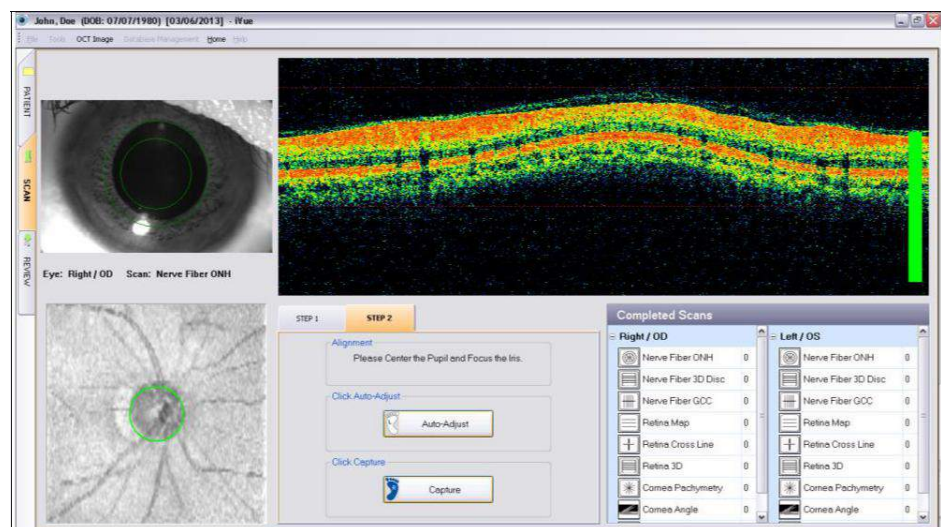 John, Doe (DOB: 07/07/1980) [03/06/2013] - iVue
File Tools OCT Image Database Management Home Help
PATIENT
SCAN
REVIEW
Eye: Right / OD Scan: Nerve Fiber ONH
STEP 1 STEP 2
Alignment
Please Center the Pupil and Focus the Iris.
Click Auto-Adjust
Auto-Adjust
Click Capture
Capture
Completed Scans
Right / OD
Nerve Fiber ONH 0
Nerve Fiber 3D Disc 0
Nerve Fiber GCC 0
Retina Map 0
Retina Cross Line 0
Retina 3D 0
Cornea Pachymetry 0
Cornea Angle 0
Left / OS
Nerve Fiber ONH 0
Nerve Fiber 3D Disc 0
Nerve Fiber GCC 0
Retina Map 0
Retina Cross Line 0
Retina 3D 0
Cornea Pachymetry 0
Cornea Angle 0